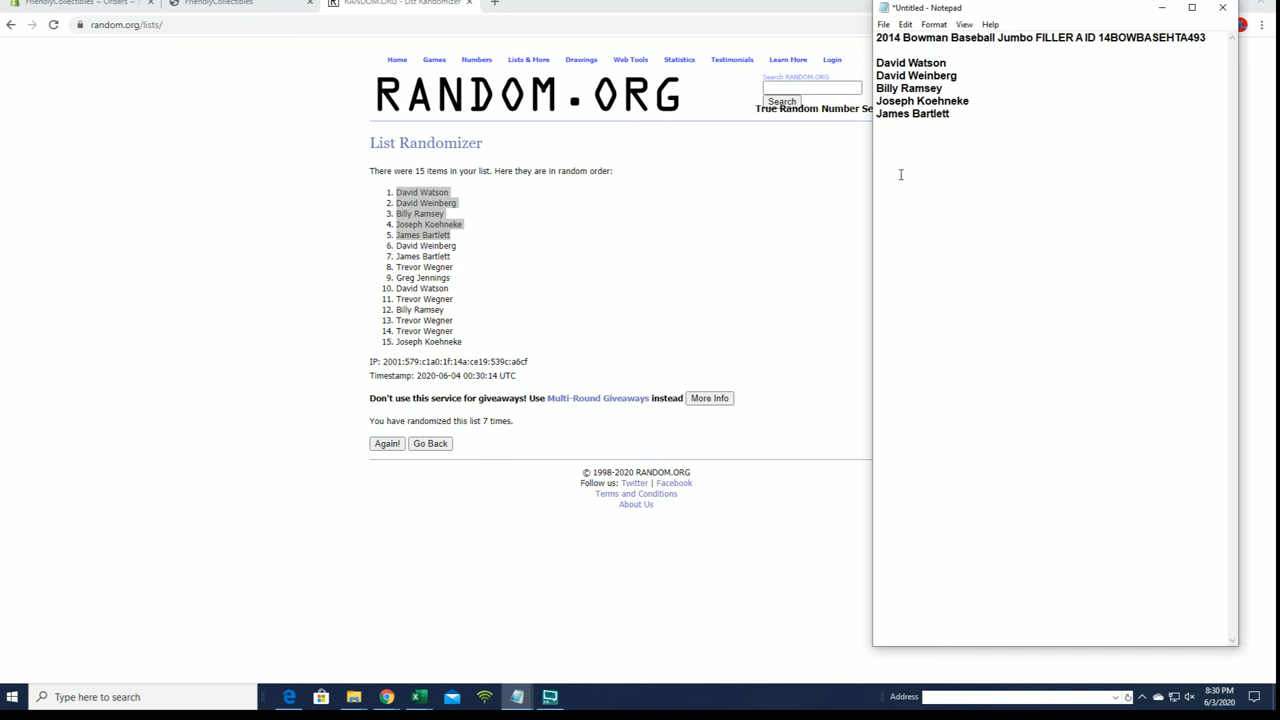 FriendlyCollectibles ~ Orders ~ S
FriendlyCollectibles
RANDOM.ORG - List Randomizer
random.org/lists/
Home Games Numbers Lists & More Drawings Web Tools Statistics Testimonials Learn More Login
RANDOM.ORG
Search RANDOM.ORG
Search
True Random Number Se
List Randomizer
There were 15 items in your list. Here they are in random order:
1. David Watson
2. David Weinberg
3. Billy Ramsey
4. Joseph Koehneke
5. James Bartlett
6. David Weinberg
7. James Bartlett
8. Trevor Wegner
9. Greg Jennings
10. David Watson
11. Trevor Wegner
12. Billy Ramsey
13. Trevor Wegner
14. Trevor Wegner
15. Joseph Koehneke
IP: 2001:579:c1a0:1f:14a:ce19:539c:a6cf
Timestamp: 2020-06-04 00:30:14 UTC
Don't use this service for giveaways! Use Multi-Round Giveaways instead More Info
You have randomized this list 7 times.
Again! Go Back
© 1998-2020 RANDOM.ORG
Follow us: Twitter | Facebook
Terms and Conditions
About Us
*Untitled - Notepad
File Edit Format View Help
2014 Bowman Baseball Jumbo FILLER A ID 14BOWBASEHTA493
David Watson
David Weinberg
Billy Ramsey
Joseph Koehneke
James Bartlett
Type here to search
Address
8:30 PM
6/3/2020